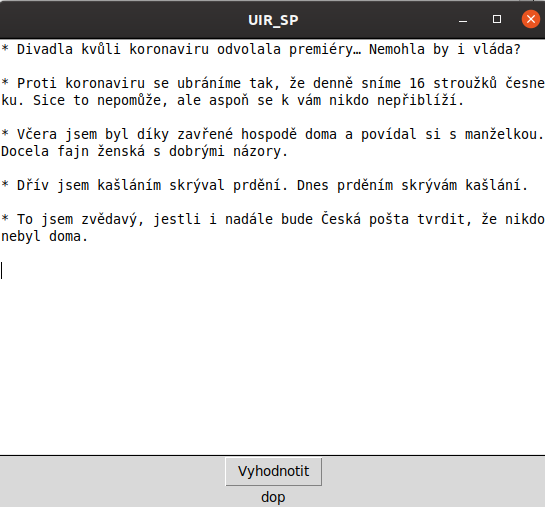 UIR_SP
* Divadla kvůli koronaviru odvolala premiéry… Nemohla by i vláda?
* Proti koronaviru se ubráníme tak, že denně sníme 16 stroužků česne
ku. Sice to nepomůže, ale aspoň se k vám nikdo nepřiblíží.
* Včera jsem byl díky zavřené hospodě doma a povídal si s manželkou.
Docela fajn ženská s dobrými názory.
* Dřív jsem kašláním skrýval prdění. Dnes prděním skrývám kašlání.
* To jsem zvědavý, jestli i nadále bude Česká pošta tvrdit, že nikdo
nebyl doma.
Vyhodnotit
dop